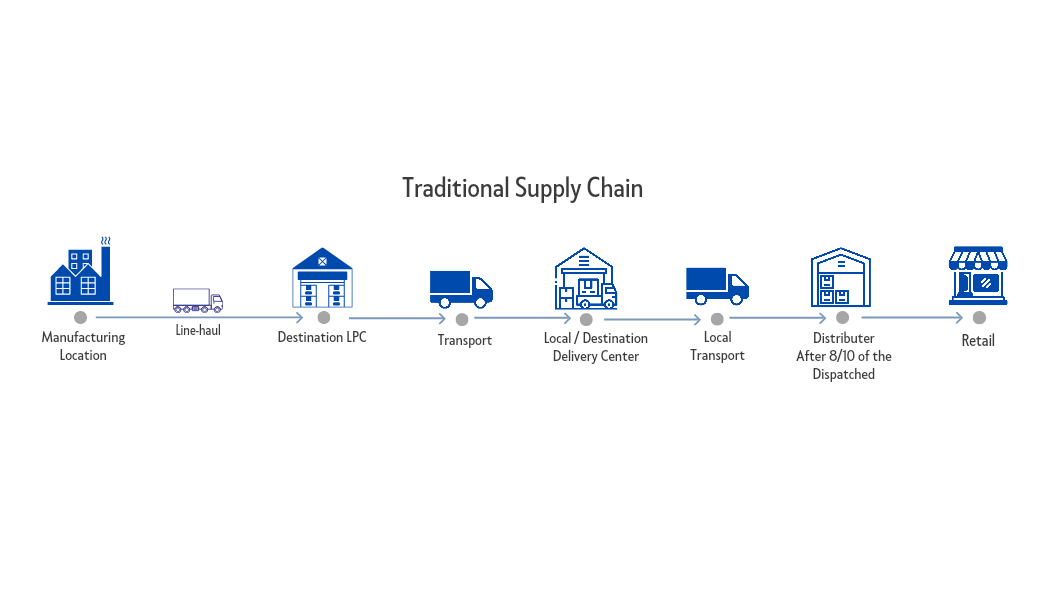 Traditional Supply Chain
Manufacturing
Location
Line-haul
Destination LPC
Transport
Local / Destination
Delivery Center
Local
Transport
Distributer
After 8/10 of the
Dispatched
Retail